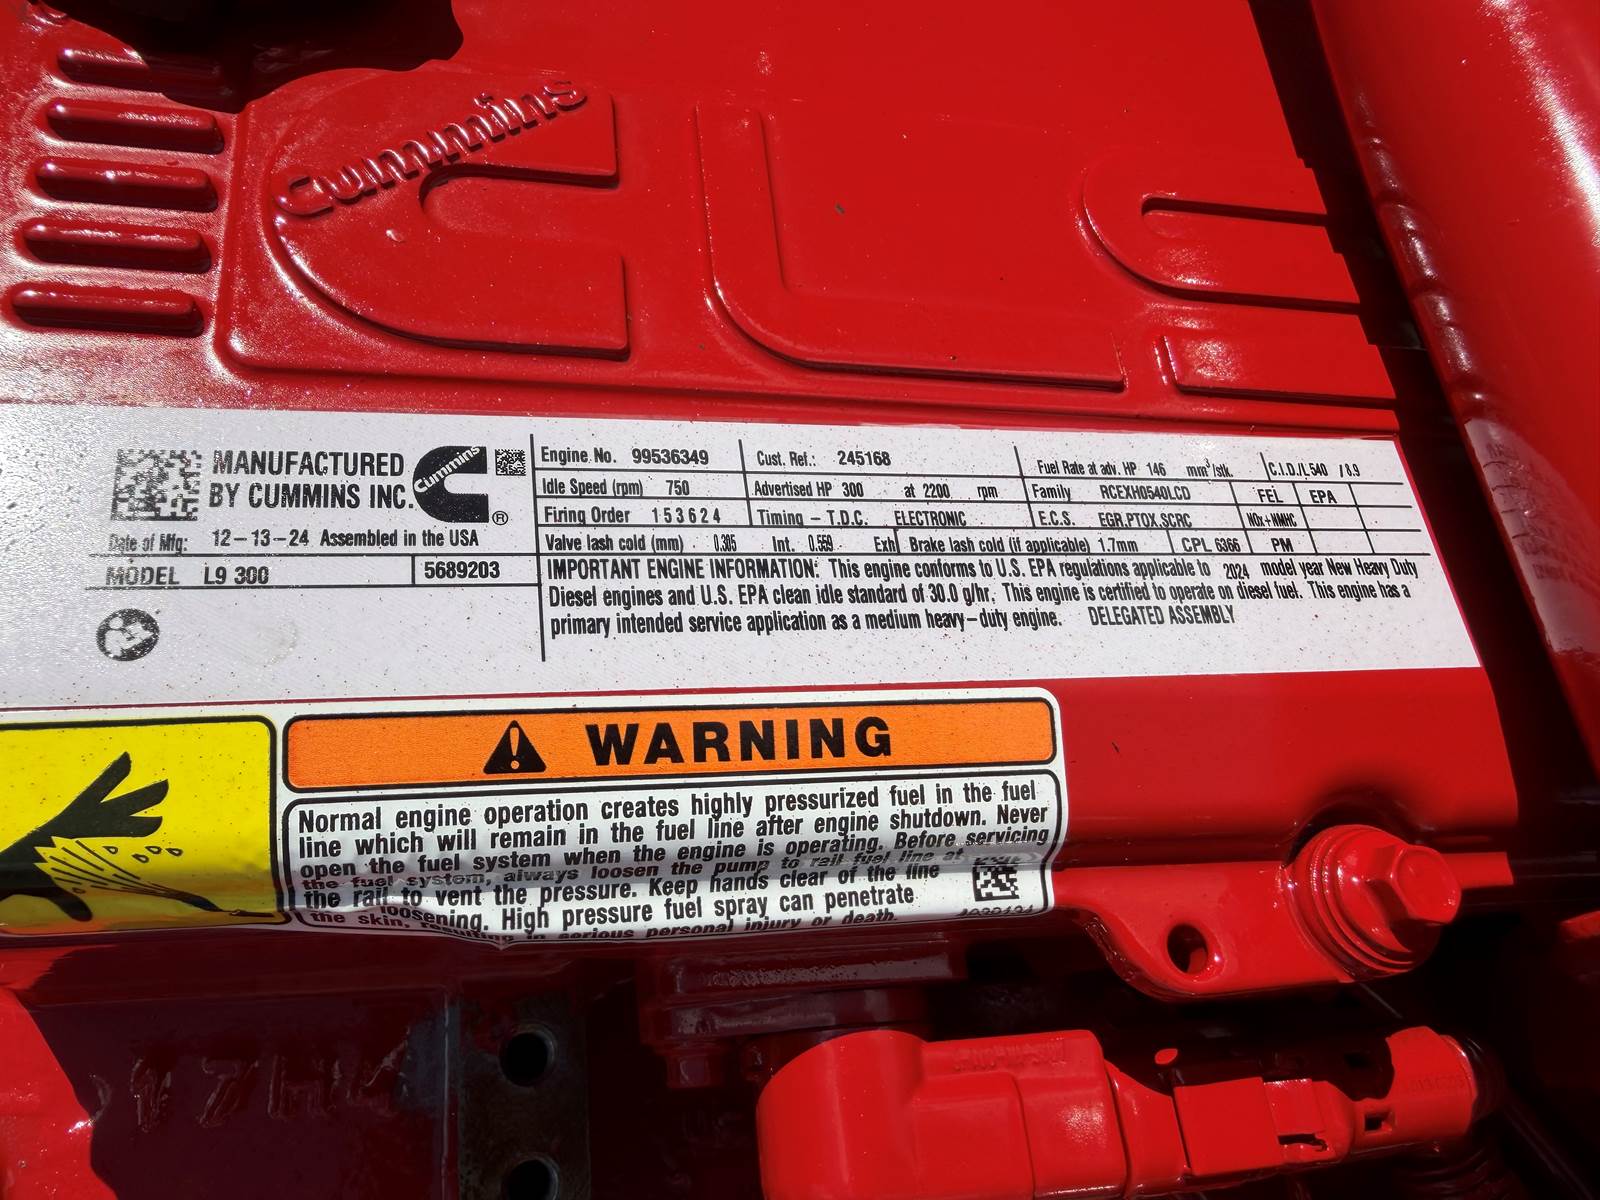 Cummins
MANUFACTURED
BY CUMMINS INC.
Cummins
®
Date of Mfg: 12-13-24 Assembled in the USA
MODEL L9 300 5689203
Engine No. 99536349 Cust. Ref.: 245168 Fuel Rate at adv. HP 146 mm³/stk. C.I.D./L 540 / 8.9
Idle Speed (rpm) 750 Advertised HP 300 at 2200 rpm Family RCEXH0540LCD FEL EPA
Firing Order 1 5 3 6 2 4 Timing - T.D.C. ELECTRONIC E.C.S. EGR,PTOX,SCRC NOx+NMHC
Valve lash cold (mm) 0.305 Int. 0.559 Exh Brake lash cold (if applicable) 1.7mm CPL 6366 PM
IMPORTANT ENGINE INFORMATION: This engine conforms to U.S. EPA regulations applicable to 2024 model year New Heavy Duty
Diesel engines and U.S. EPA clean idle standard of 30.0 g/hr. This engine is certified to operate on diesel fuel. This engine has a
primary intended service application as a medium heavy-duty engine. DELEGATED ASSEMBLY
WARNING
Normal engine operation creates highly pressurized fuel in the fuel
line which will remain in the fuel line after engine shutdown. Never
open the fuel system when the engine is operating. Before servicing
the fuel system, always loosen the pump to rail fuel line at
the rail to vent the pressure. Keep hands clear of the line
loosening. High pressure fuel spray can penetrate
the skin, resulting in serious personal injury or death.